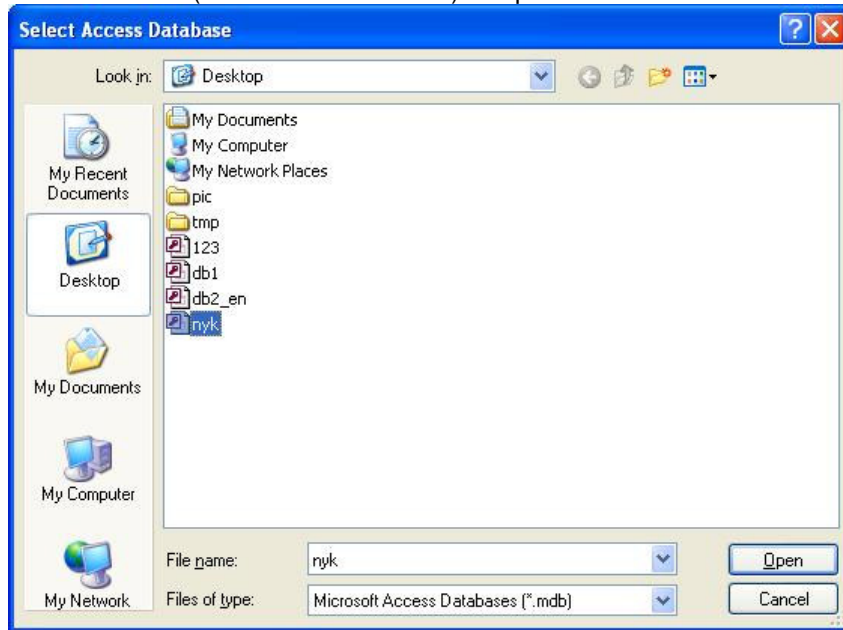 Select Access Database
Look in:
Desktop
My Recent
Documents
Desktop
My Documents
My Computer
My Network
My Documents
My Computer
My Network Places
pic
tmp
123
db1
db2_en
nyk
File name:
nyk
Open
Files of type:
Microsoft Access Databases (*.mdb)
Cancel